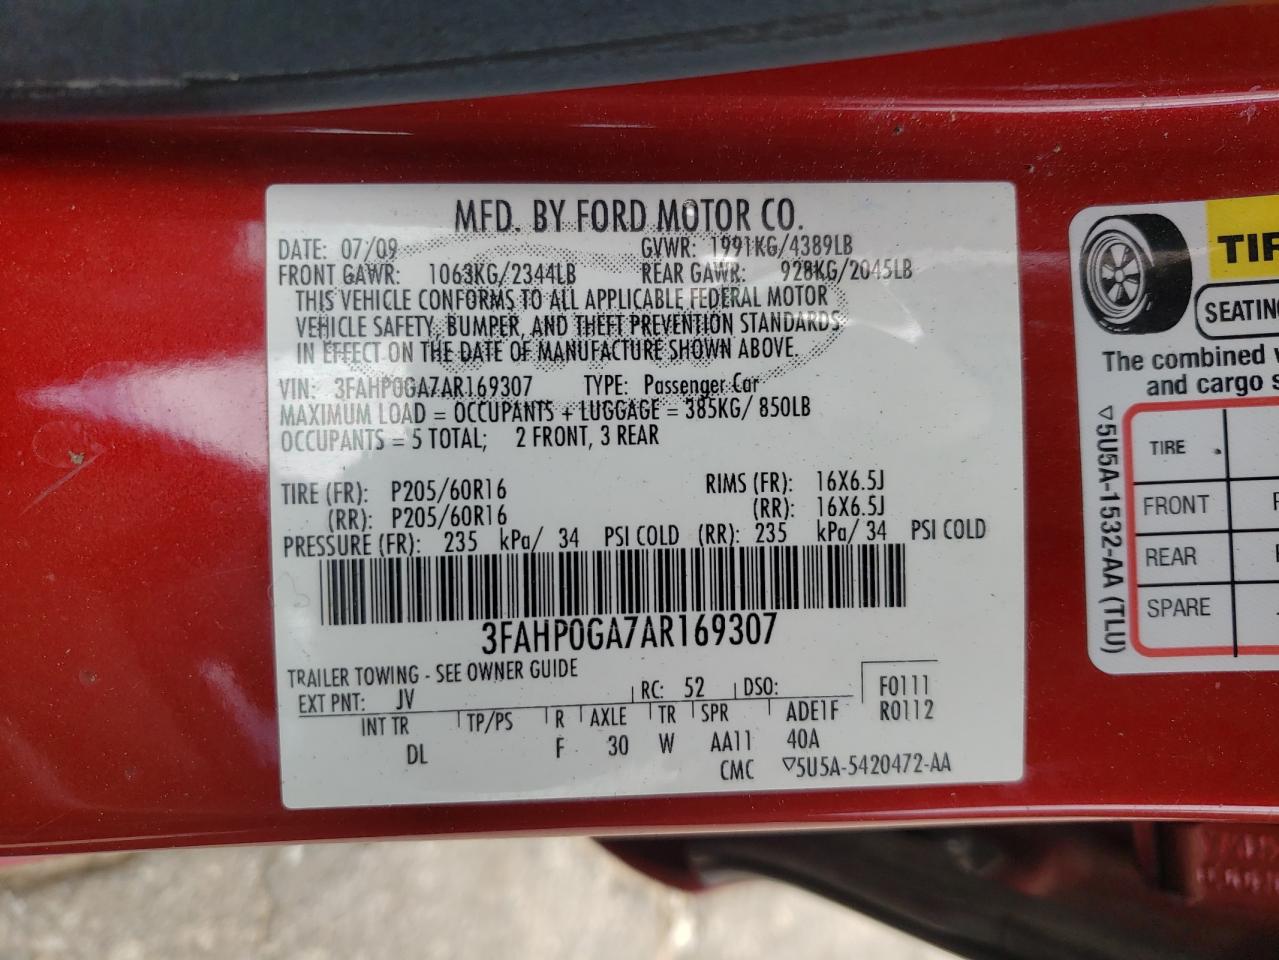 MFD. BY FORD MOTOR CO.
DATE: 07/09 GVWR: 1991KG/4389LB
FRONT GAWR: 1063KG/2344LB REAR GAWR: 928KG/2045LB
THIS VEHICLE CONFORMS TO ALL APPLICABLE FEDERAL MOTOR
VEHICLE SAFETY, BUMPER, AND THEFT PREVENTION STANDARDS
IN EFFECT ON THE DATE OF MANUFACTURE SHOWN ABOVE.
VIN: 3FAHP0GA7AR169307 TYPE: Passenger Car
MAXIMUM LOAD = OCCUPANTS + LUGGAGE = 385KG/ 850LB
OCCUPANTS = 5 TOTAL; 2 FRONT, 3 REAR
TIRE (FR): P205/60R16 RIMS (FR): 16X6.5J
(RR): P205/60R16 (RR): 16X6.5J
PRESSURE (FR): 235 kPa/ 34 PSI COLD (RR): 235 kPa/ 34 PSI COLD
3FAHP0GA7AR169307
TRAILER TOWING - SEE OWNER GUIDE
EXT PNT: JV RC: 52 DSO: F0111
INT TR TP/PS R AXLE TR SPR ADE1F R0112
DL F 30 W AA11 40A
CMC ▽5U5A-5420472-AA
TIR
SEATING
The combined
and cargo
▽5U5A-1532-AA (TLU)
TIRE
FRONT
REAR
SPARE